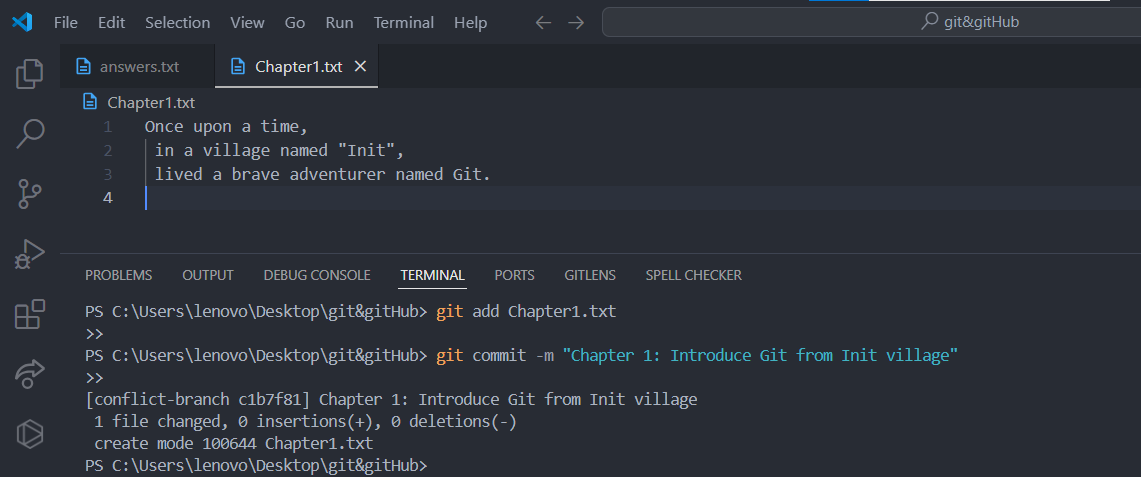 File Edit Selection View Go Run Terminal Help git&gitHub
answers.txt Chapter1.txt
Chapter1.txt
1 Once upon a time,
2 in a village named "Init",
3 lived a brave adventurer named Git.
4
PROBLEMS OUTPUT DEBUG CONSOLE TERMINAL PORTS GITLENS SPELL CHECKER
PS C:\Users\lenovo\Desktop\git&gitHub> git add Chapter1.txt
>>
PS C:\Users\lenovo\Desktop\git&gitHub> git commit -m "Chapter 1: Introduce Git from Init village"
>>
[conflict-branch c1b7f81] Chapter 1: Introduce Git from Init village
1 file changed, 0 insertions(+), 0 deletions(-)
create mode 100644 Chapter1.txt
PS C:\Users\lenovo\Desktop\git&gitHub>